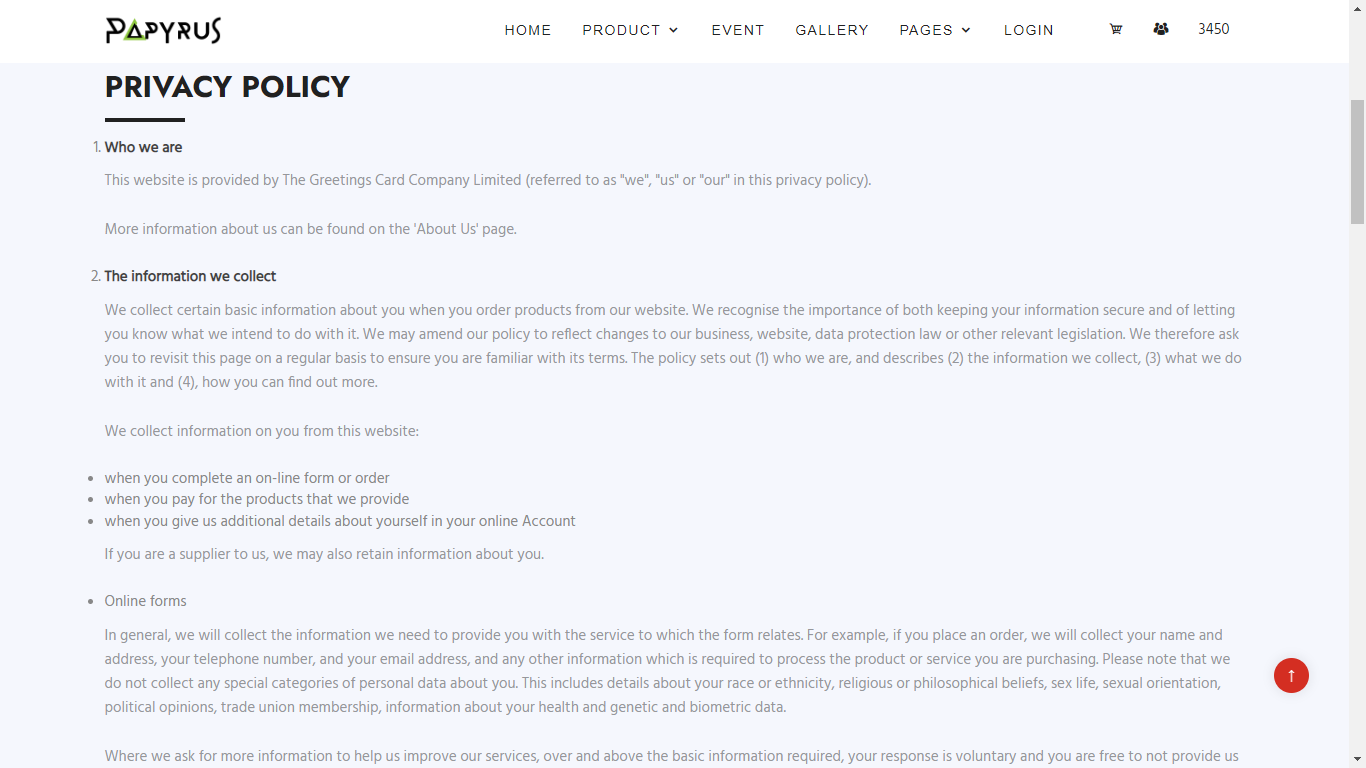 PAPYRUS
HOME PRODUCT EVENT GALLERY PAGES LOGIN 3450
PRIVACY POLICY
1. Who we are
This website is provided by The Greetings Card Company Limited (referred to as "we", "us" or "our" in this privacy policy).
More information about us can be found on the 'About Us' page.
2. The information we collect
We collect certain basic information about you when you order products from our website. We recognise the importance of both keeping your information secure and of letting
you know what we intend to do with it. We may amend our policy to reflect changes to our business, website, data protection law or other relevant legislation. We therefore ask
you to revisit this page on a regular basis to ensure you are familiar with its terms. The policy sets out (1) who we are, and describes (2) the information we collect, (3) what we do
with it and (4), how you can find out more.
We collect information on you from this website:
• when you complete an on-line form or order
• when you pay for the products that we provide
• when you give us additional details about yourself in your online Account
If you are a supplier to us, we may also retain information about you.
• Online forms
In general, we will collect the information we need to provide you with the service to which the form relates. For example, if you place an order, we will collect your name and
address, your telephone number, and your email address, and any other information which is required to process the product or service you are purchasing. Please note that we
do not collect any special categories of personal data about you. This includes details about your race or ethnicity, religious or philosophical beliefs, sex life, sexual orientation,
political opinions, trade union membership, information about your health and genetic and biometric data.
Where we ask for more information to help us improve our services, over and above the basic information required, your response is voluntary and you are free to not provide us